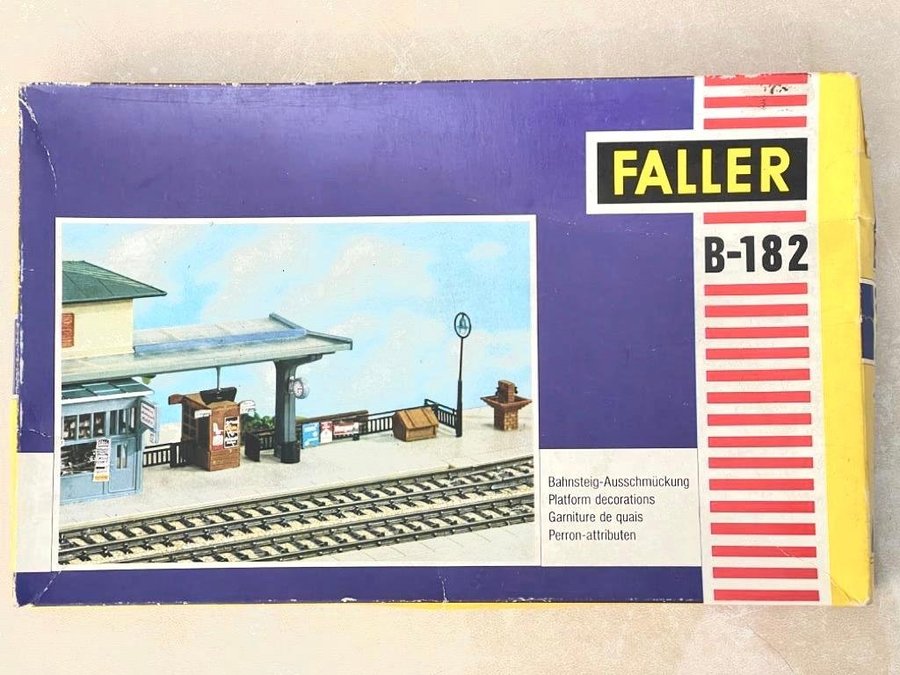 FALLER
B-182
Bahnsteig-Ausschmückung
Platform decorations
Garniture de quais
Perron-attributen